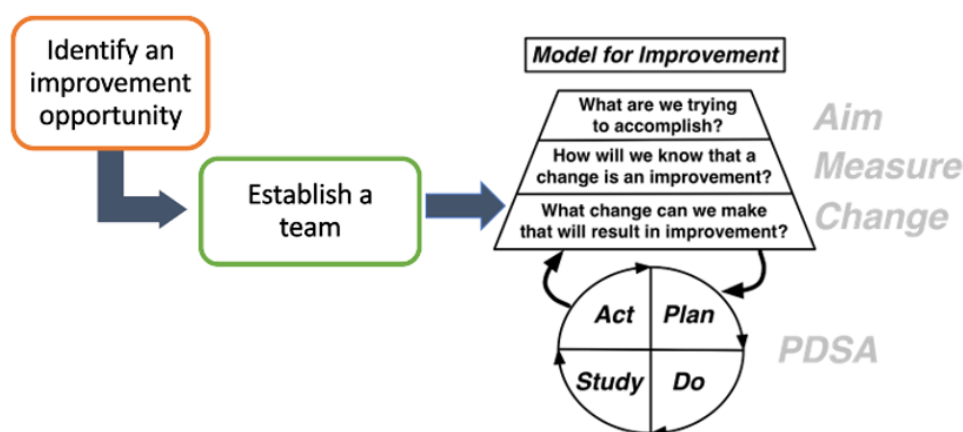 Identify an
improvement
opportunity
Establish a
team
Model for Improvement
What are we trying
to accomplish?
How will we know that a
change is an improvement?
What change can we make
that will result in improvement?
Aim
Measure
Change
Act
Plan
Study
Do
PDSA